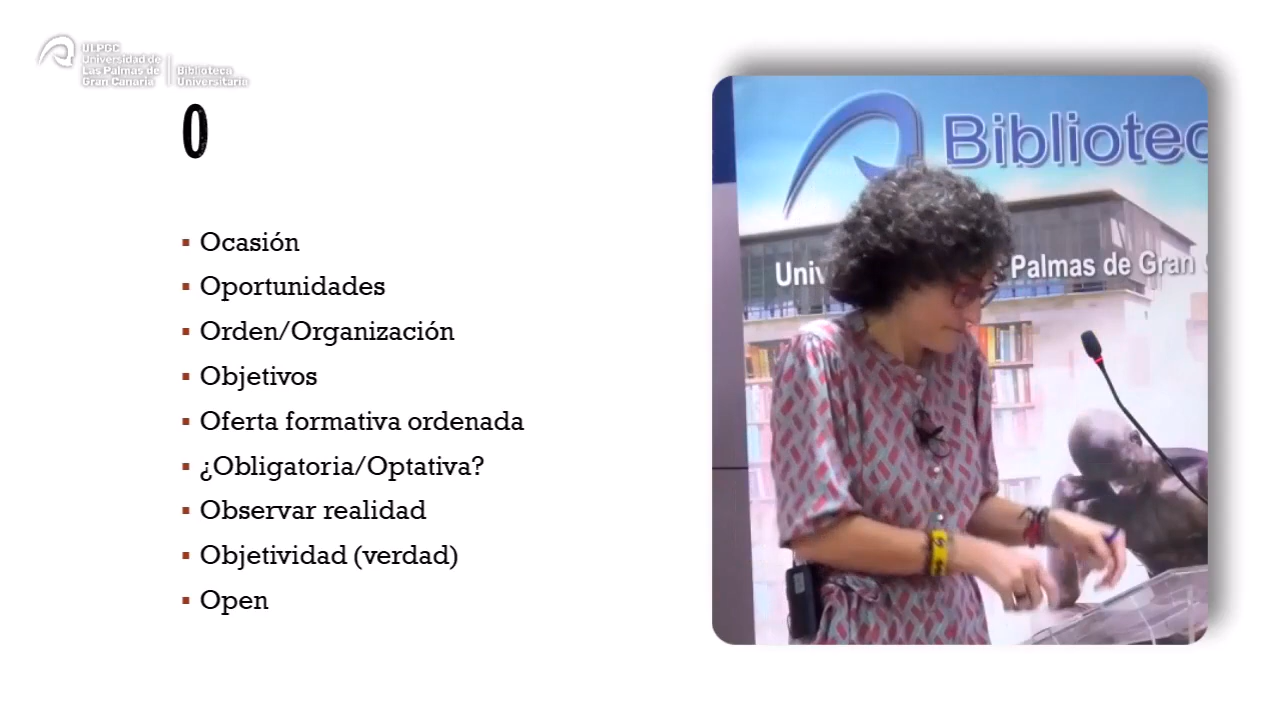 ULPGC
Universidad de
Las Palmas de
Gran Canaria
Biblioteca
Universitaria
O
▪ Ocasión
▪ Oportunidades
▪ Orden/Organización
▪ Objetivos
▪ Oferta formativa ordenada
▪ ¿Obligatoria/Optativa?
▪ Observar realidad
▪ Objetividad (verdad)
▪ Open
Bibliotec
Univ Palmas de Gran